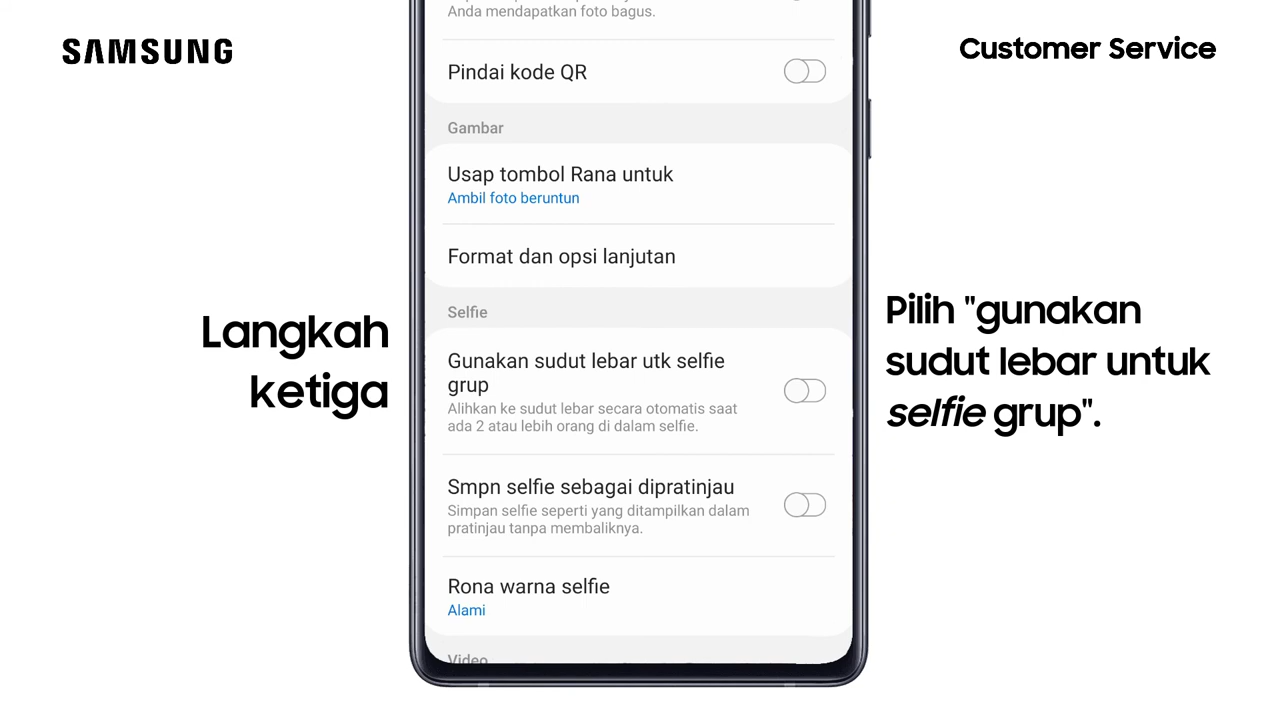 SAMSUNG
Customer Service
Anda mendapatkan foto bagus.
Pindai kode QR
Gambar
Usap tombol Rana untuk
Ambil foto beruntun
Format dan opsi lanjutan
Selfie
Gunakan sudut lebar utk selfie
grup
Alihkan ke sudut lebar secara otomatis saat
ada 2 atau lebih orang di dalam selfie.
Smpn selfie sebagai dipratinjau
Simpan selfie seperti yang ditampilkan dalam
pratinjau tanpa membaliknya.
Rona warna selfie
Alami
Video
Langkah
ketiga
Pilih "gunakan
sudut lebar untuk
selfie grup".